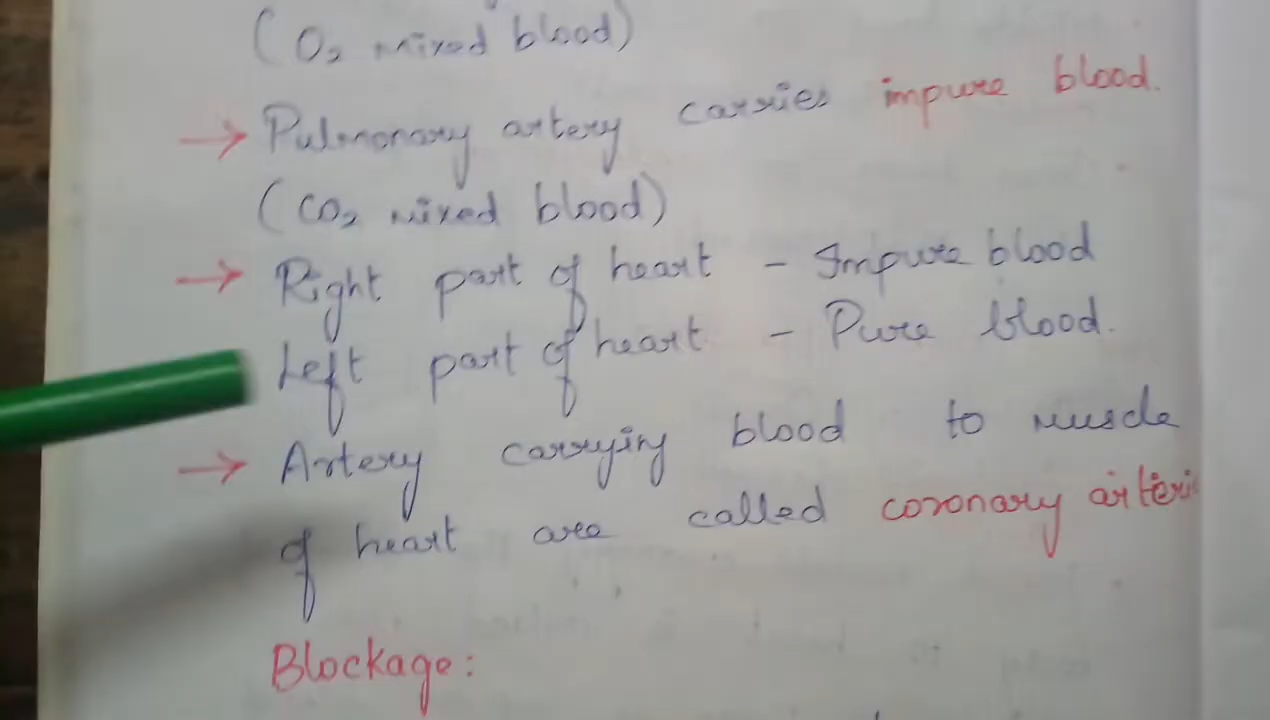 (O2 mixed blood)
→ Pulmonary artery carries impure blood.
(CO2 mixed blood)
→ Right part of heart - Impure blood
Left part of heart - Pure blood.
→ Artery carrying blood to muscle
of heart are called coronary arteri
Blockage: